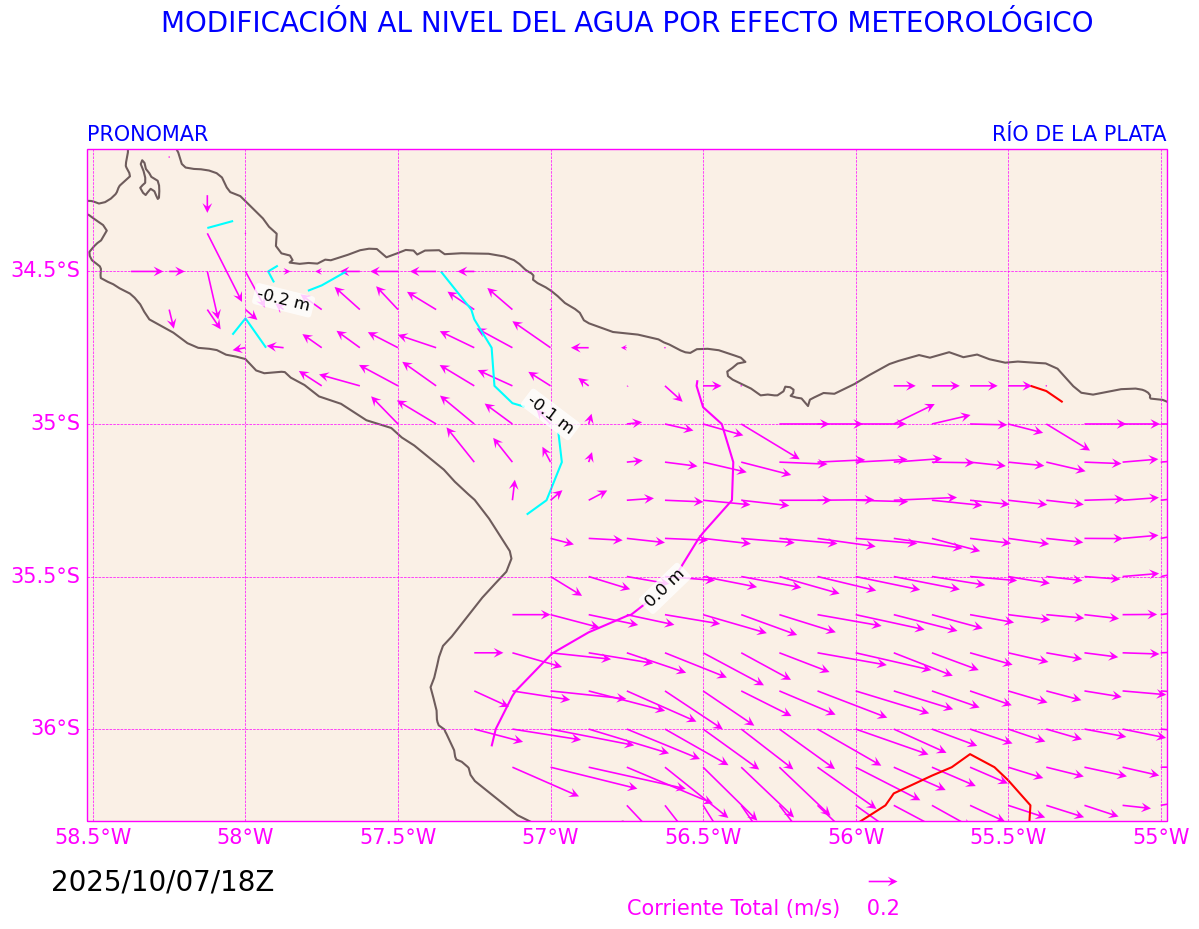 MODIFICACIÓN AL NIVEL DEL AGUA POR EFECTO METEOROLÓGICO
PRONOMAR
RÍO DE LA PLATA
34.5°S
-0.2 m
-0.1 m
35°S
35.5°S
0.0 m
36°S
58.5°W 58°W 57.5°W 57°W 56.5°W 56°W 55.5°W 55°W
2025/10/07/18Z
Corriente Total (m/s) 0.2